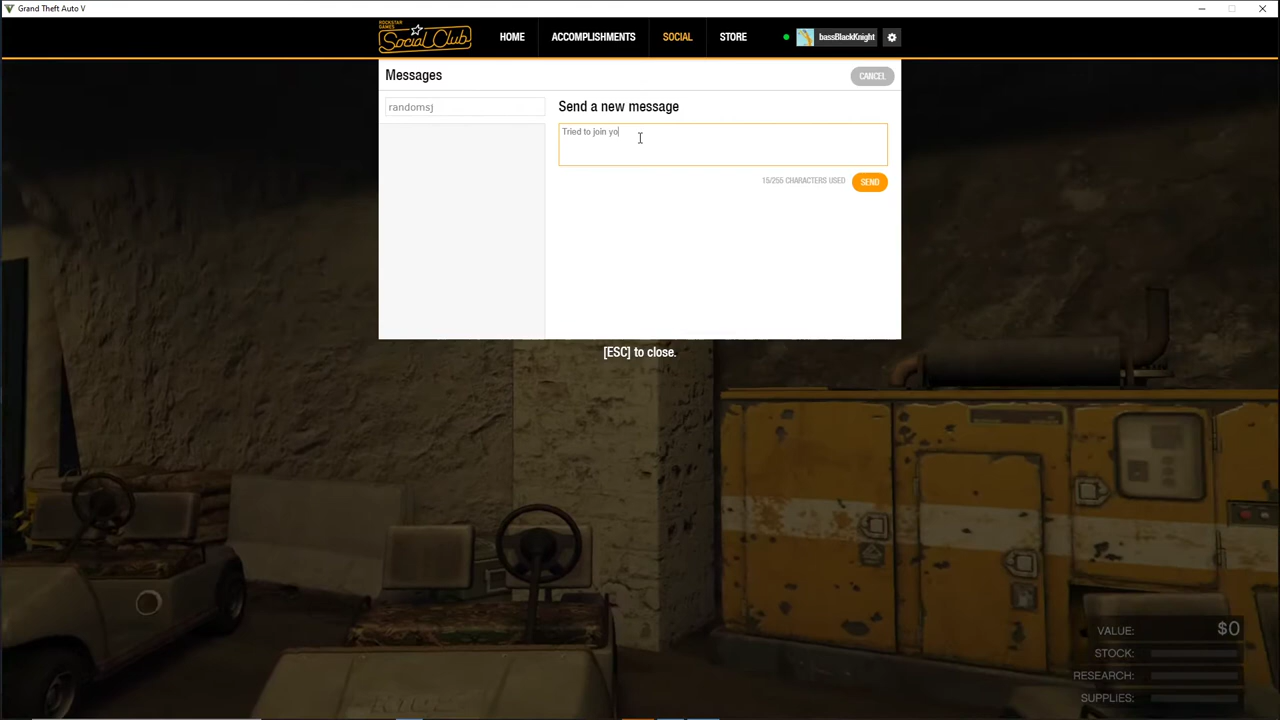 Grand Theft Auto V
ROCKSTAR GAMES
Social Club
HOME
ACCOMPLISHMENTS
SOCIAL
STORE
bassBlackKnight
Messages
CANCEL
randomsj
Send a new message
Tried to join yo
15/255 CHARACTERS USED
SEND
[ESC] to close.
VALUE: $0
STOCK:
RESEARCH:
SUPPLIES: